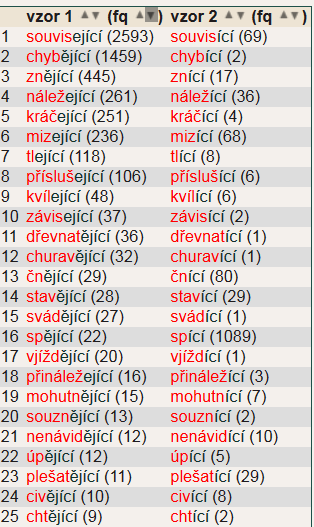 vzor 1 ▲▼ (fq ▲▼) vzor 2 ▲▼ (fq ▲▼)
1 související (2593) souvisící (69)
2 chybějící (1459) chybící (2)
3 znějící (445) znící (17)
4 náležející (261) náležící (36)
5 kráčející (251) kráčící (4)
6 mizející (236) mizící (68)
7 tlející (118) tlící (8)
8 příslušející (106) příslušící (6)
9 kvílející (48) kvílící (6)
10 závisející (37) závisící (2)
11 dřevnatějící (36) dřevnatící (1)
12 churavějící (32) churavící (1)
13 čnějící (29) čnící (80)
14 stavějící (28) stavící (29)
15 svádějící (27) svádící (1)
16 spějící (22) spící (1089)
17 vjíždějící (20) vjíždící (1)
18 přináležející (16) přináležící (3)
19 mohutnějící (15) mohutnící (7)
20 souznějící (13) souznící (2)
21 nenávidějící (12) nenávidící (10)
22 úpějící (12) úpící (5)
23 plešatějící (11) plešatící (29)
24 civějící (10) civící (8)
25 chtějící (9) chtící (2)